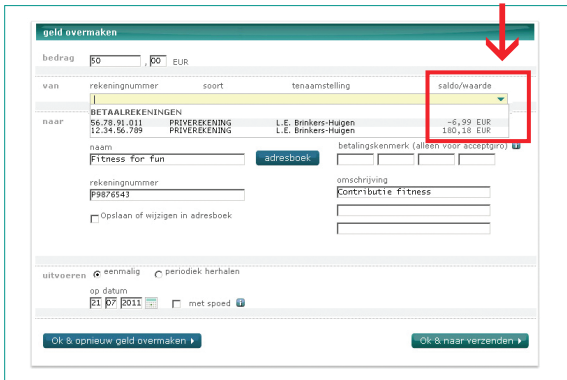 geld overmaken
bedrag 50 , 00 EUR
van rekeningnummer soort tenaamstelling saldo/waarde
BETAALREKENINGEN
56.78.91.011 PRIVEREKENING L.E. Brinkers-Huigen -6,99 EUR
12.34.56.789 PRIVEREKENING L.E. Brinkers-Huigen 180,18 EUR
naar
naam
Fitness for fun
adresboek
betalingskenmerk (alleen voor acceptgiro) i
rekeningnummer
P9876543
omschrijving
Contributie fitness
Opslaan of wijzigen in adresboek
uitvoeren eenmalig periodiek herhalen
op datum
21 07 2011 met spoed i
Ok & opnieuw geld overmaken
Ok & naar verzenden